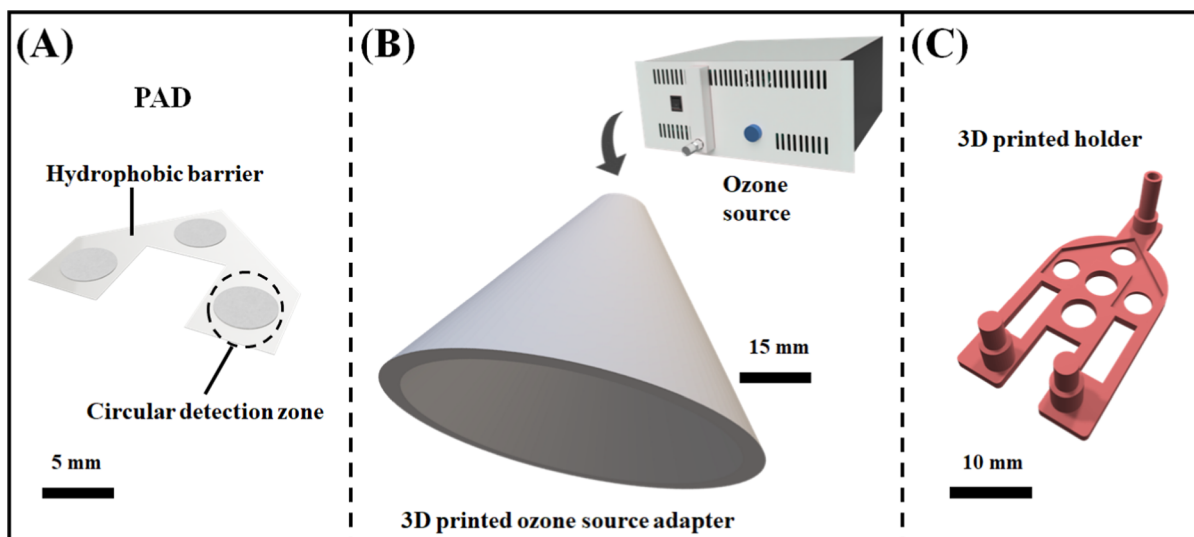 (A)
PAD
Hydrophobic barrier
Circular detection zone
5 mm
(B)
Ozone
source
15 mm
3D printed ozone source adapter
(C)
3D printed holder
10 mm